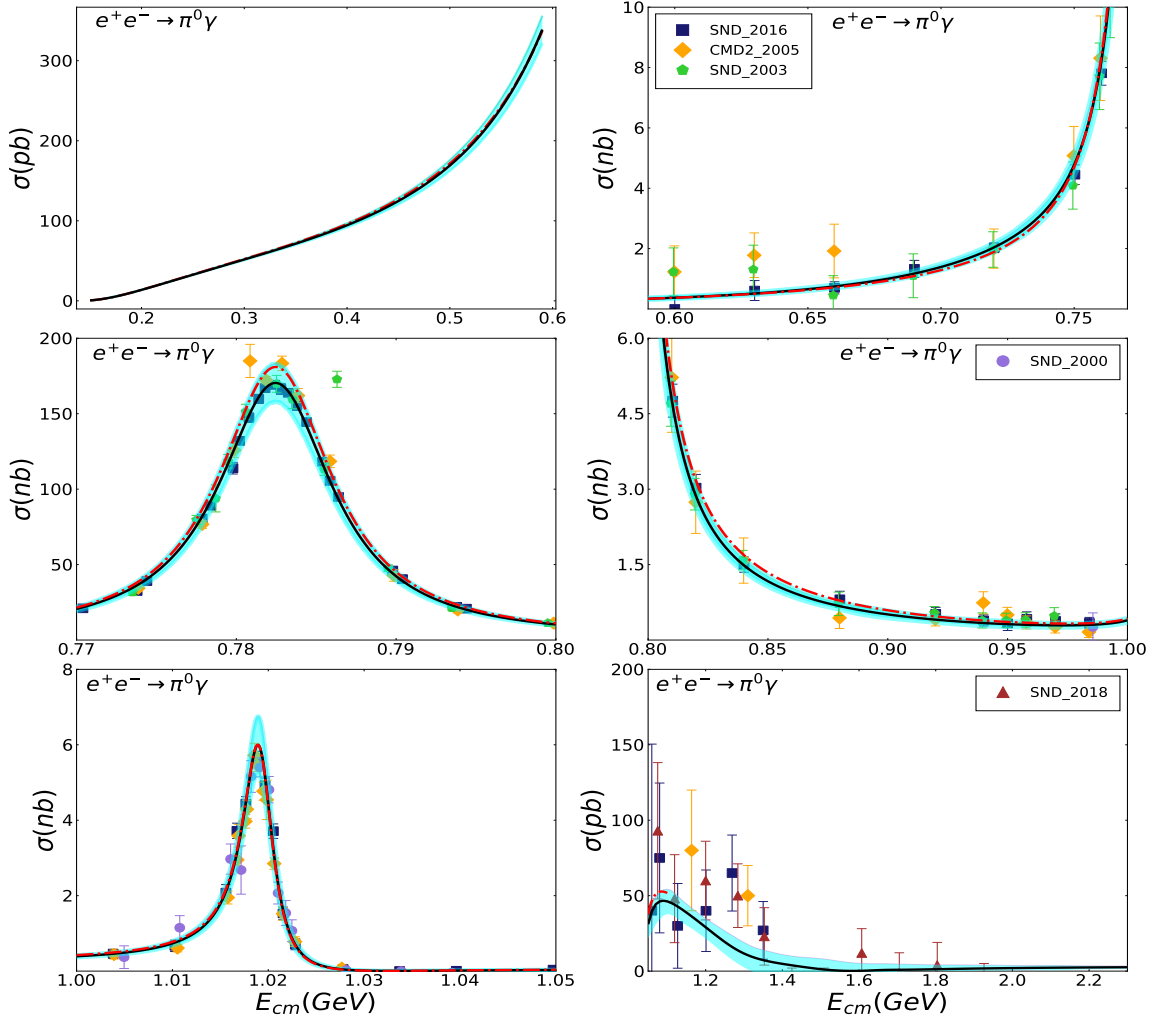 e⁺e⁻ → π⁰γ
σ(pb)
300
200
100
0
0.2 0.3 0.4 0.5 0.6
SND_2016
CMD2_2005
SND_2003
e⁺e⁻ → π⁰γ
σ(nb)
10
8
6
4
2
0.60 0.65 0.70 0.75
e⁺e⁻ → π⁰γ
σ(nb)
200
150
100
50
0.77 0.78 0.79 0.80
e⁺e⁻ → π⁰γ
SND_2000
σ(nb)
6.0
4.5
3.0
1.5
0.80 0.85 0.90 0.95 1.00
e⁺e⁻ → π⁰γ
σ(nb)
8
6
4
2
1.00 1.01 1.02 1.03 1.04 1.05
E_cm(GeV)
e⁺e⁻ → π⁰γ
SND_2018
σ(pb)
200
150
100
50
0
1.2 1.4 1.6 1.8 2.0 2.2
E_cm(GeV)